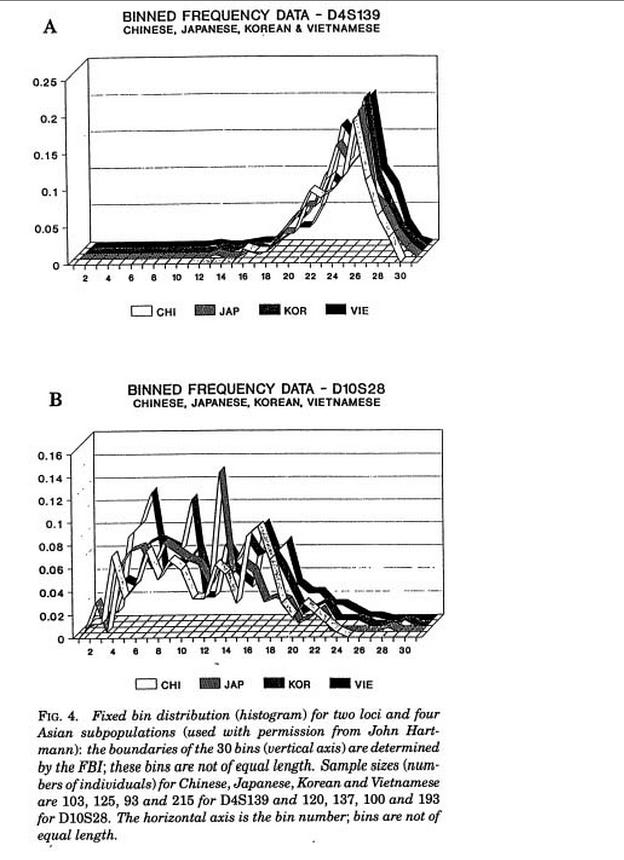 A
BINNED FREQUENCY DATA - D4S139
CHINESE, JAPANESE, KOREAN & VIETNAMESE
0.25
0.2
0.15
0.1
0.05
0
2 4 6 8 10 12 14 16 18 20 22 24 26 28 30
CHI JAP KOR VIE
B
BINNED FREQUENCY DATA - D10S28
CHINESE, JAPANESE, KOREAN, VIETNAMESE
0.16
0.14
0.12
0.1
0.08
0.06
0.04
0.02
0
2 4 6 8 10 12 14 16 18 20 22 24 26 28 30
CHI JAP KOR VIE
FIG. 4. Fixed bin distribution (histogram) for two loci and four
Asian subpopulations (used with permission from John Hart-
mann): the boundaries of the 30 bins (vertical axis) are determined
by the FBI; these bins are not of equal length. Sample sizes (num-
bers of individuals) for Chinese, Japanese, Korean and Vietnamese
are 103, 125, 93 and 215 for D4S139 and 120, 137, 100 and 193
for D10S28. The horizontal axis is the bin number; bins are not of
equal length.